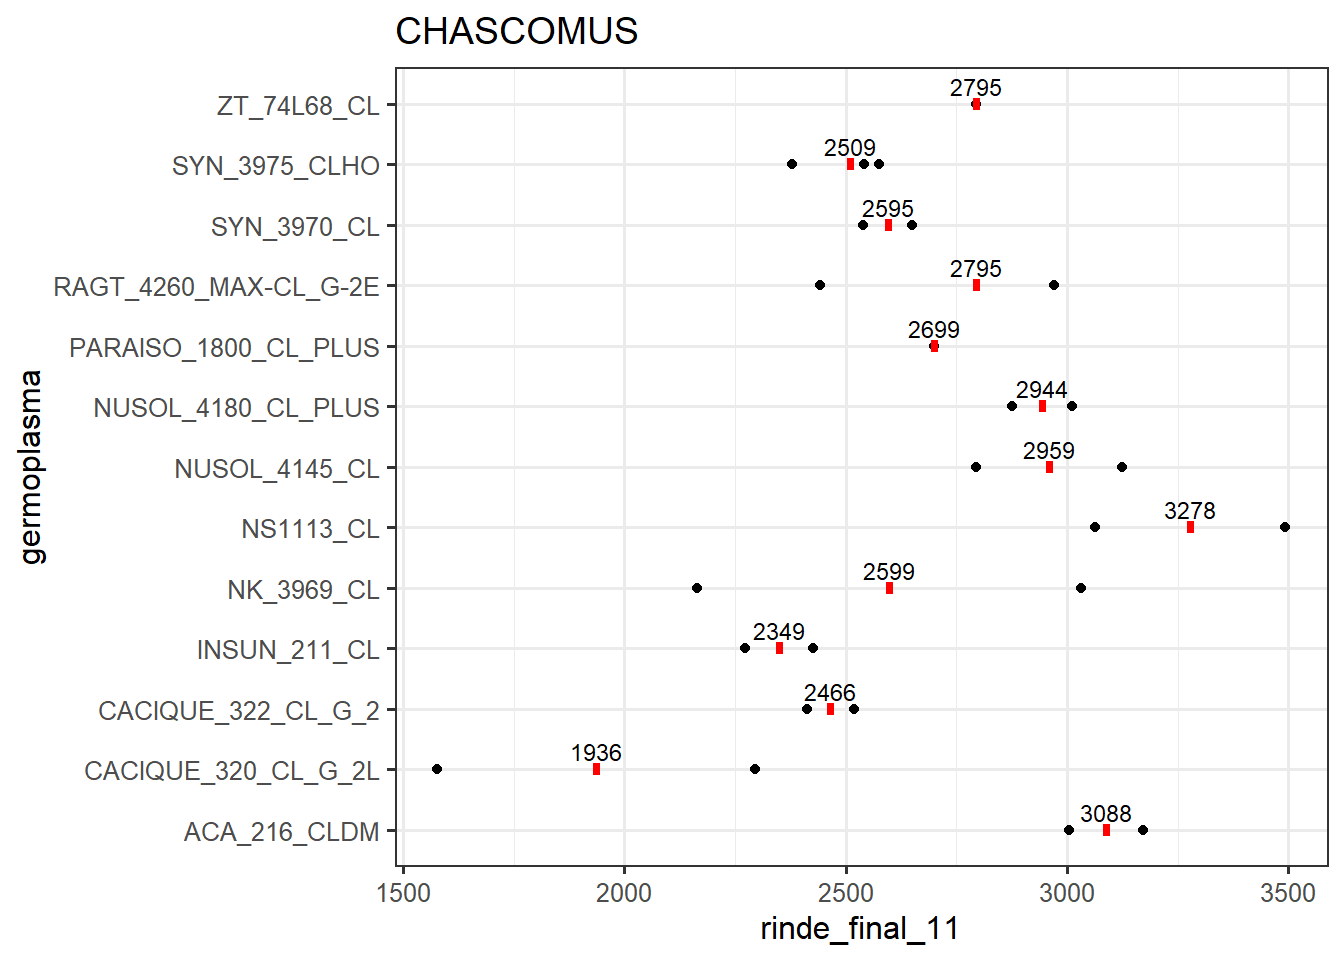 CHASCOMUS
germoplasma
ZT_74L68_CL
2795
SYN_3975_CLHO
2509
SYN_3970_CL
2595
RAGT_4260_MAX-CL_G-2E
2795
PARAISO_1800_CL_PLUS
2699
NUSOL_4180_CL_PLUS
2944
NUSOL_4145_CL
2959
NS1113_CL
3278
NK_3969_CL
2599
INSUN_211_CL
2349
CACIQUE_322_CL_G_2
2466
CACIQUE_320_CL_G_2L
1936
ACA_216_CLDM
3088
1500 2000 2500 3000 3500
rinde_final_11